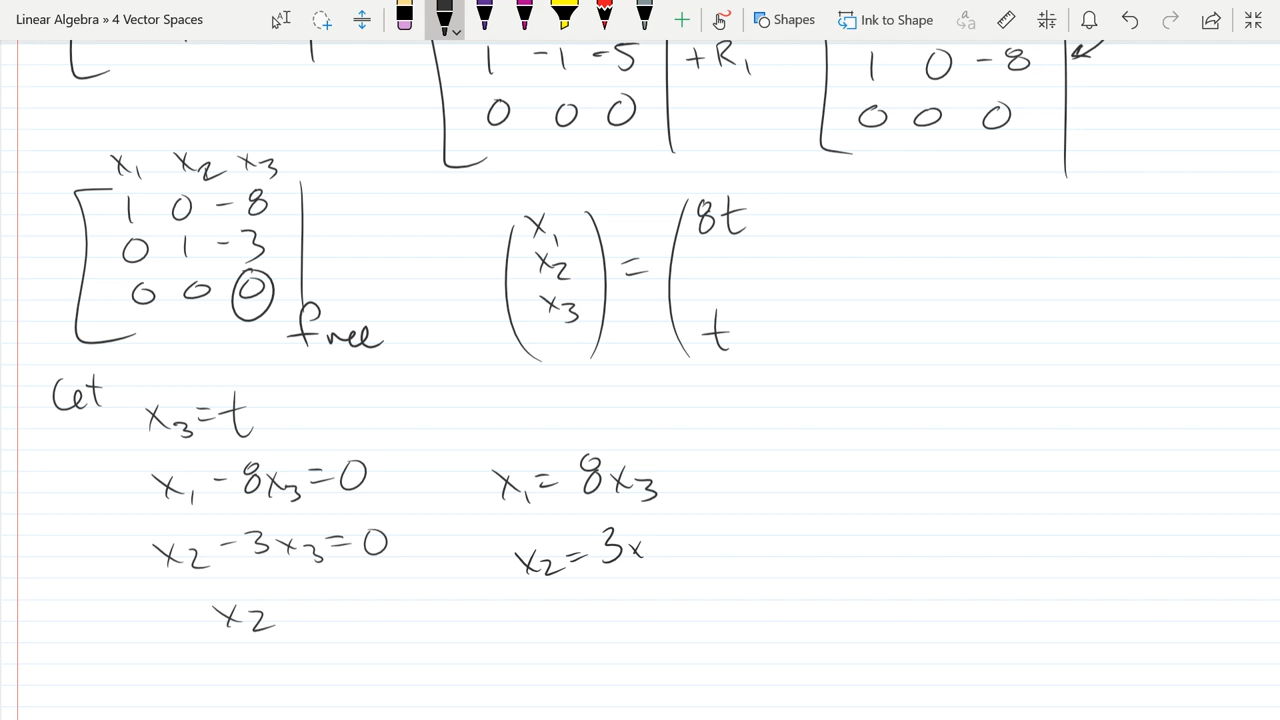 Linear Algebra » 4 Vector Spaces
Shapes
Ink to Shape
1 -1 -5 + R₁
0 0 0
1 0 -8
0 0 0
x₁ x₂ x₃
1 0 -8
0 1 -3
0 0 0
free
x₁
x₂
x₃
=
8t
t
Let
x₃ = t
x₁ - 8x₃ = 0
x₁ = 8x₃
x₂ - 3x₃ = 0
x₂ = 3x
x₂